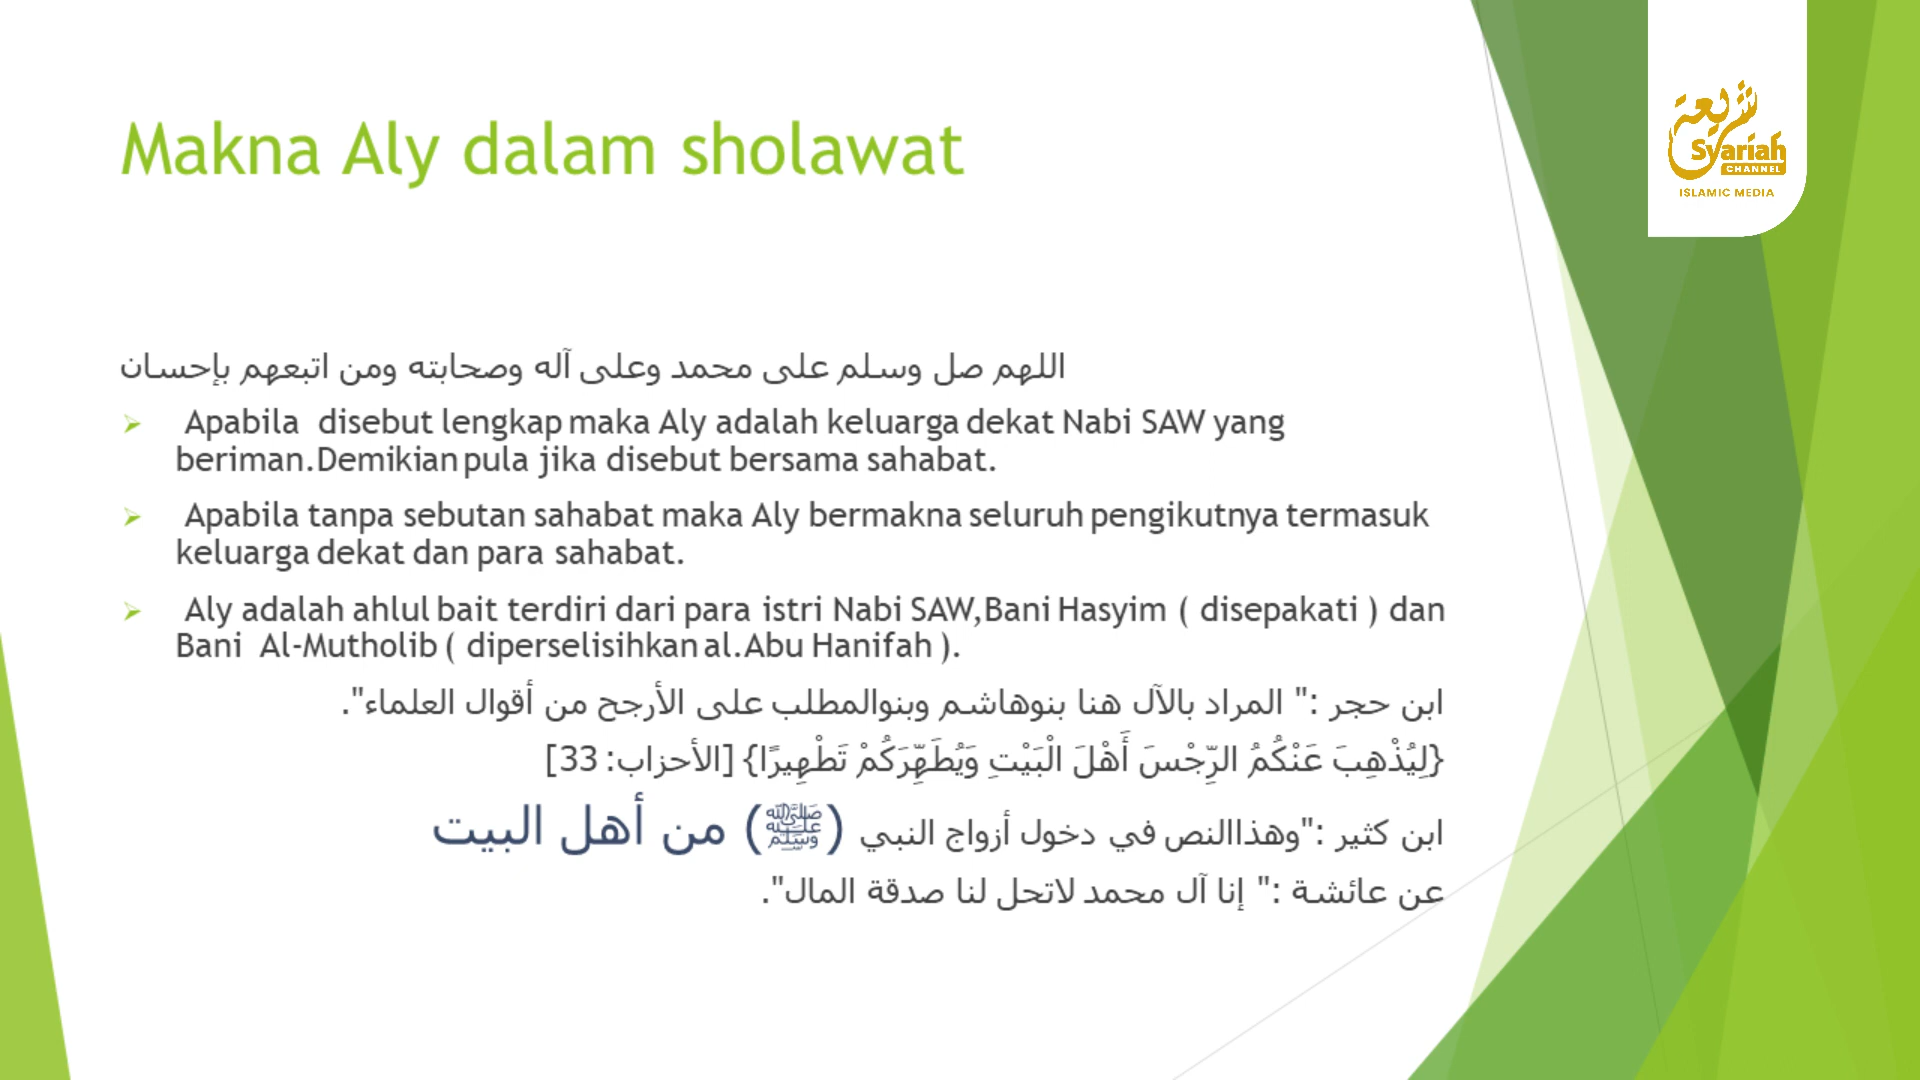 Makna Aly dalam sholawat
شريعة
Syariah
CHANNEL
ISLAMIC MEDIA
اللهم صل وسلم على محمد وعلى آله وصحابته ومن اتبعهم بإحسان
Apabila disebut lengkap maka Aly adalah keluarga dekat Nabi SAW yang
beriman.Demikian pula jika disebut bersama sahabat.
Apabila tanpa sebutan sahabat maka Aly bermakna seluruh pengikutnya termasuk
keluarga dekat dan para sahabat.
Aly adalah ahlul bait terdiri dari para istri Nabi SAW,Bani Hasyim ( disepakati ) dan
Bani Al-Mutholib ( diperselisihkan al.Abu Hanifah ).
ابن حجر :" المراد بالآل هنا بنوهاشم وبنوالمطلب على الأرجح من أقوال العلماء".
{لِيُذْهِبَ عَنْكُمُ الرِّجْسَ أَهْلَ الْبَيْتِ وَيُطَهِّرَكُمْ تَطْهِيرًا} [الأحزاب: 33]
ابن كثير :"وهذاالنص في دخول أزواج النبي (ﷺ) من أهل البيت
عن عائشة :" إنا آل محمد لاتحل لنا صدقة المال".